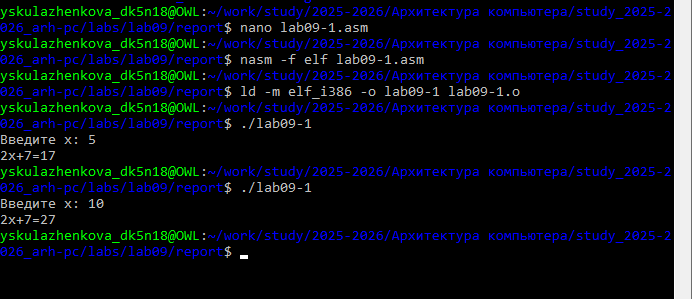 yskulazhenkova_dk5n18@OWL:~/work/study/2025-2026/Архитектура компьютера/study_2025-2
026_arh-pc/labs/lab09/report$ nano lab09-1.asm
yskulazhenkova_dk5n18@OWL:~/work/study/2025-2026/Архитектура компьютера/study_2025-2
026_arh-pc/labs/lab09/report$ nasm -f elf lab09-1.asm
yskulazhenkova_dk5n18@OWL:~/work/study/2025-2026/Архитектура компьютера/study_2025-2
026_arh-pc/labs/lab09/report$ ld -m elf_i386 -o lab09-1 lab09-1.o
yskulazhenkova_dk5n18@OWL:~/work/study/2025-2026/Архитектура компьютера/study_2025-2
026_arh-pc/labs/lab09/report$ ./lab09-1
Введите x: 5
2x+7=17
yskulazhenkova_dk5n18@OWL:~/work/study/2025-2026/Архитектура компьютера/study_2025-2
026_arh-pc/labs/lab09/report$ ./lab09-1
Введите x: 10
2x+7=27
yskulazhenkova_dk5n18@OWL:~/work/study/2025-2026/Архитектура компьютера/study_2025-2
026_arh-pc/labs/lab09/report$